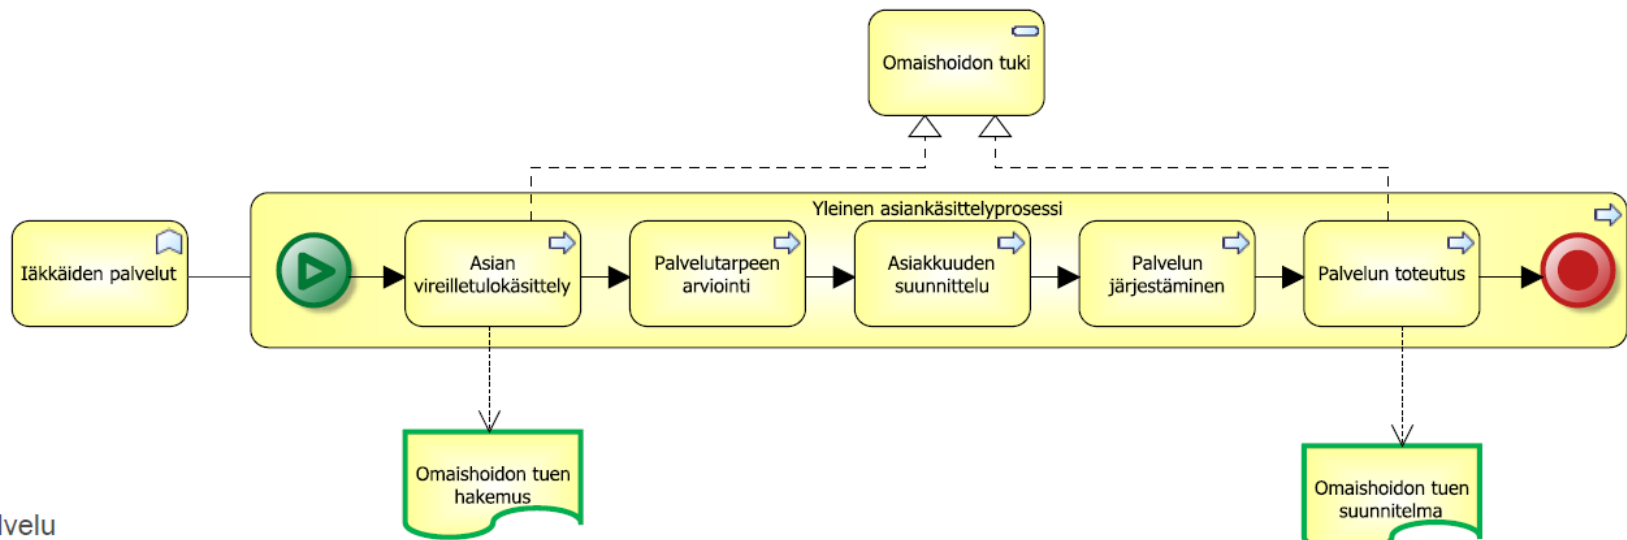 Omaishoidon tuki
Yleinen asiankäsittelyprosessi
Iäkkäiden palvelut
Asian
vireilletulokäsittely
Palvelutarpeen
arviointi
Asiakkuuden
suunnittelu
Palvelun
järjestäminen
Palvelun toteutus
Omaishoidon tuen
hakemus
Omaishoidon tuen
suunnitelma
lvelu